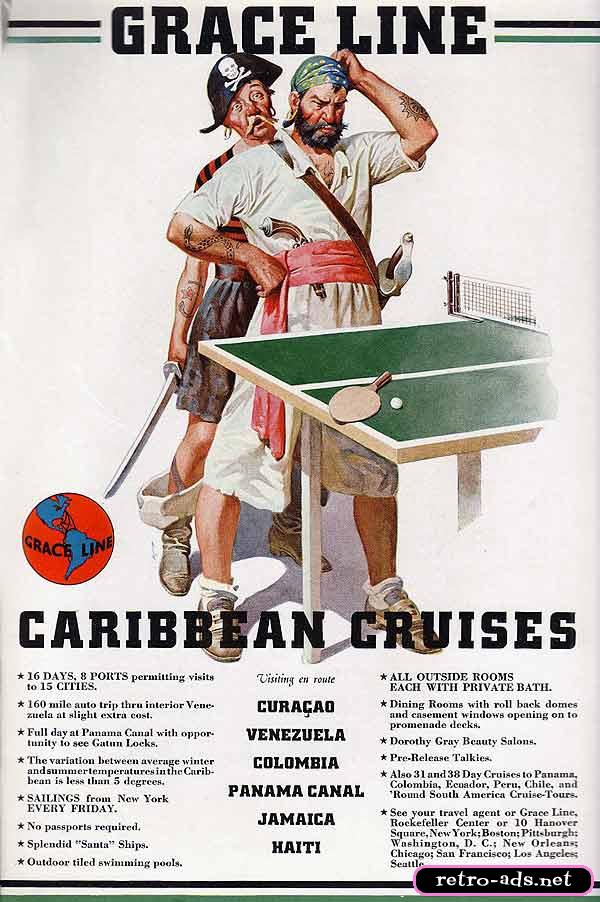 GRACE LINE
GRACE LINE
CARIBBEAN CRUISES
★ 16 DAYS, 8 PORTS permitting visits
to 15 CITIES.
★ 160 mile auto trip thru interior Vene-
zuela at slight extra cost.
★ Full day at Panama Canal with oppor-
tunity to see Gatun Locks.
★ The variation between average winter
and summer temperatures in the Carib-
bean is less than 5 degrees.
★ SAILINGS from New York
EVERY FRIDAY.
★ No passports required.
★ Splendid "Santa" Ships.
★ Outdoor tiled swimming pools.
Visiting en route
CURAÇAO
VENEZUELA
COLOMBIA
PANAMA CANAL
JAMAICA
HAITI
★ ALL OUTSIDE ROOMS
EACH WITH PRIVATE BATH.
★ Dining Rooms with roll back domes
and casement windows opening on to
promenade decks.
★ Dorothy Gray Beauty Salons.
★ Pre-Release Talkies.
★ Also 31 and 38 Day Cruises to Panama,
Colombia, Ecuador, Peru, Chile, and
'Round South America Cruise-Tours.
★ See your travel agent or Grace Line,
Rockefeller Center or 10 Hanover
Square, New York; Boston; Pittsburgh;
Washington, D. C.; New Orleans;
Chicago; San Francisco; Los Angeles;
Seattle.
retro-ads.net